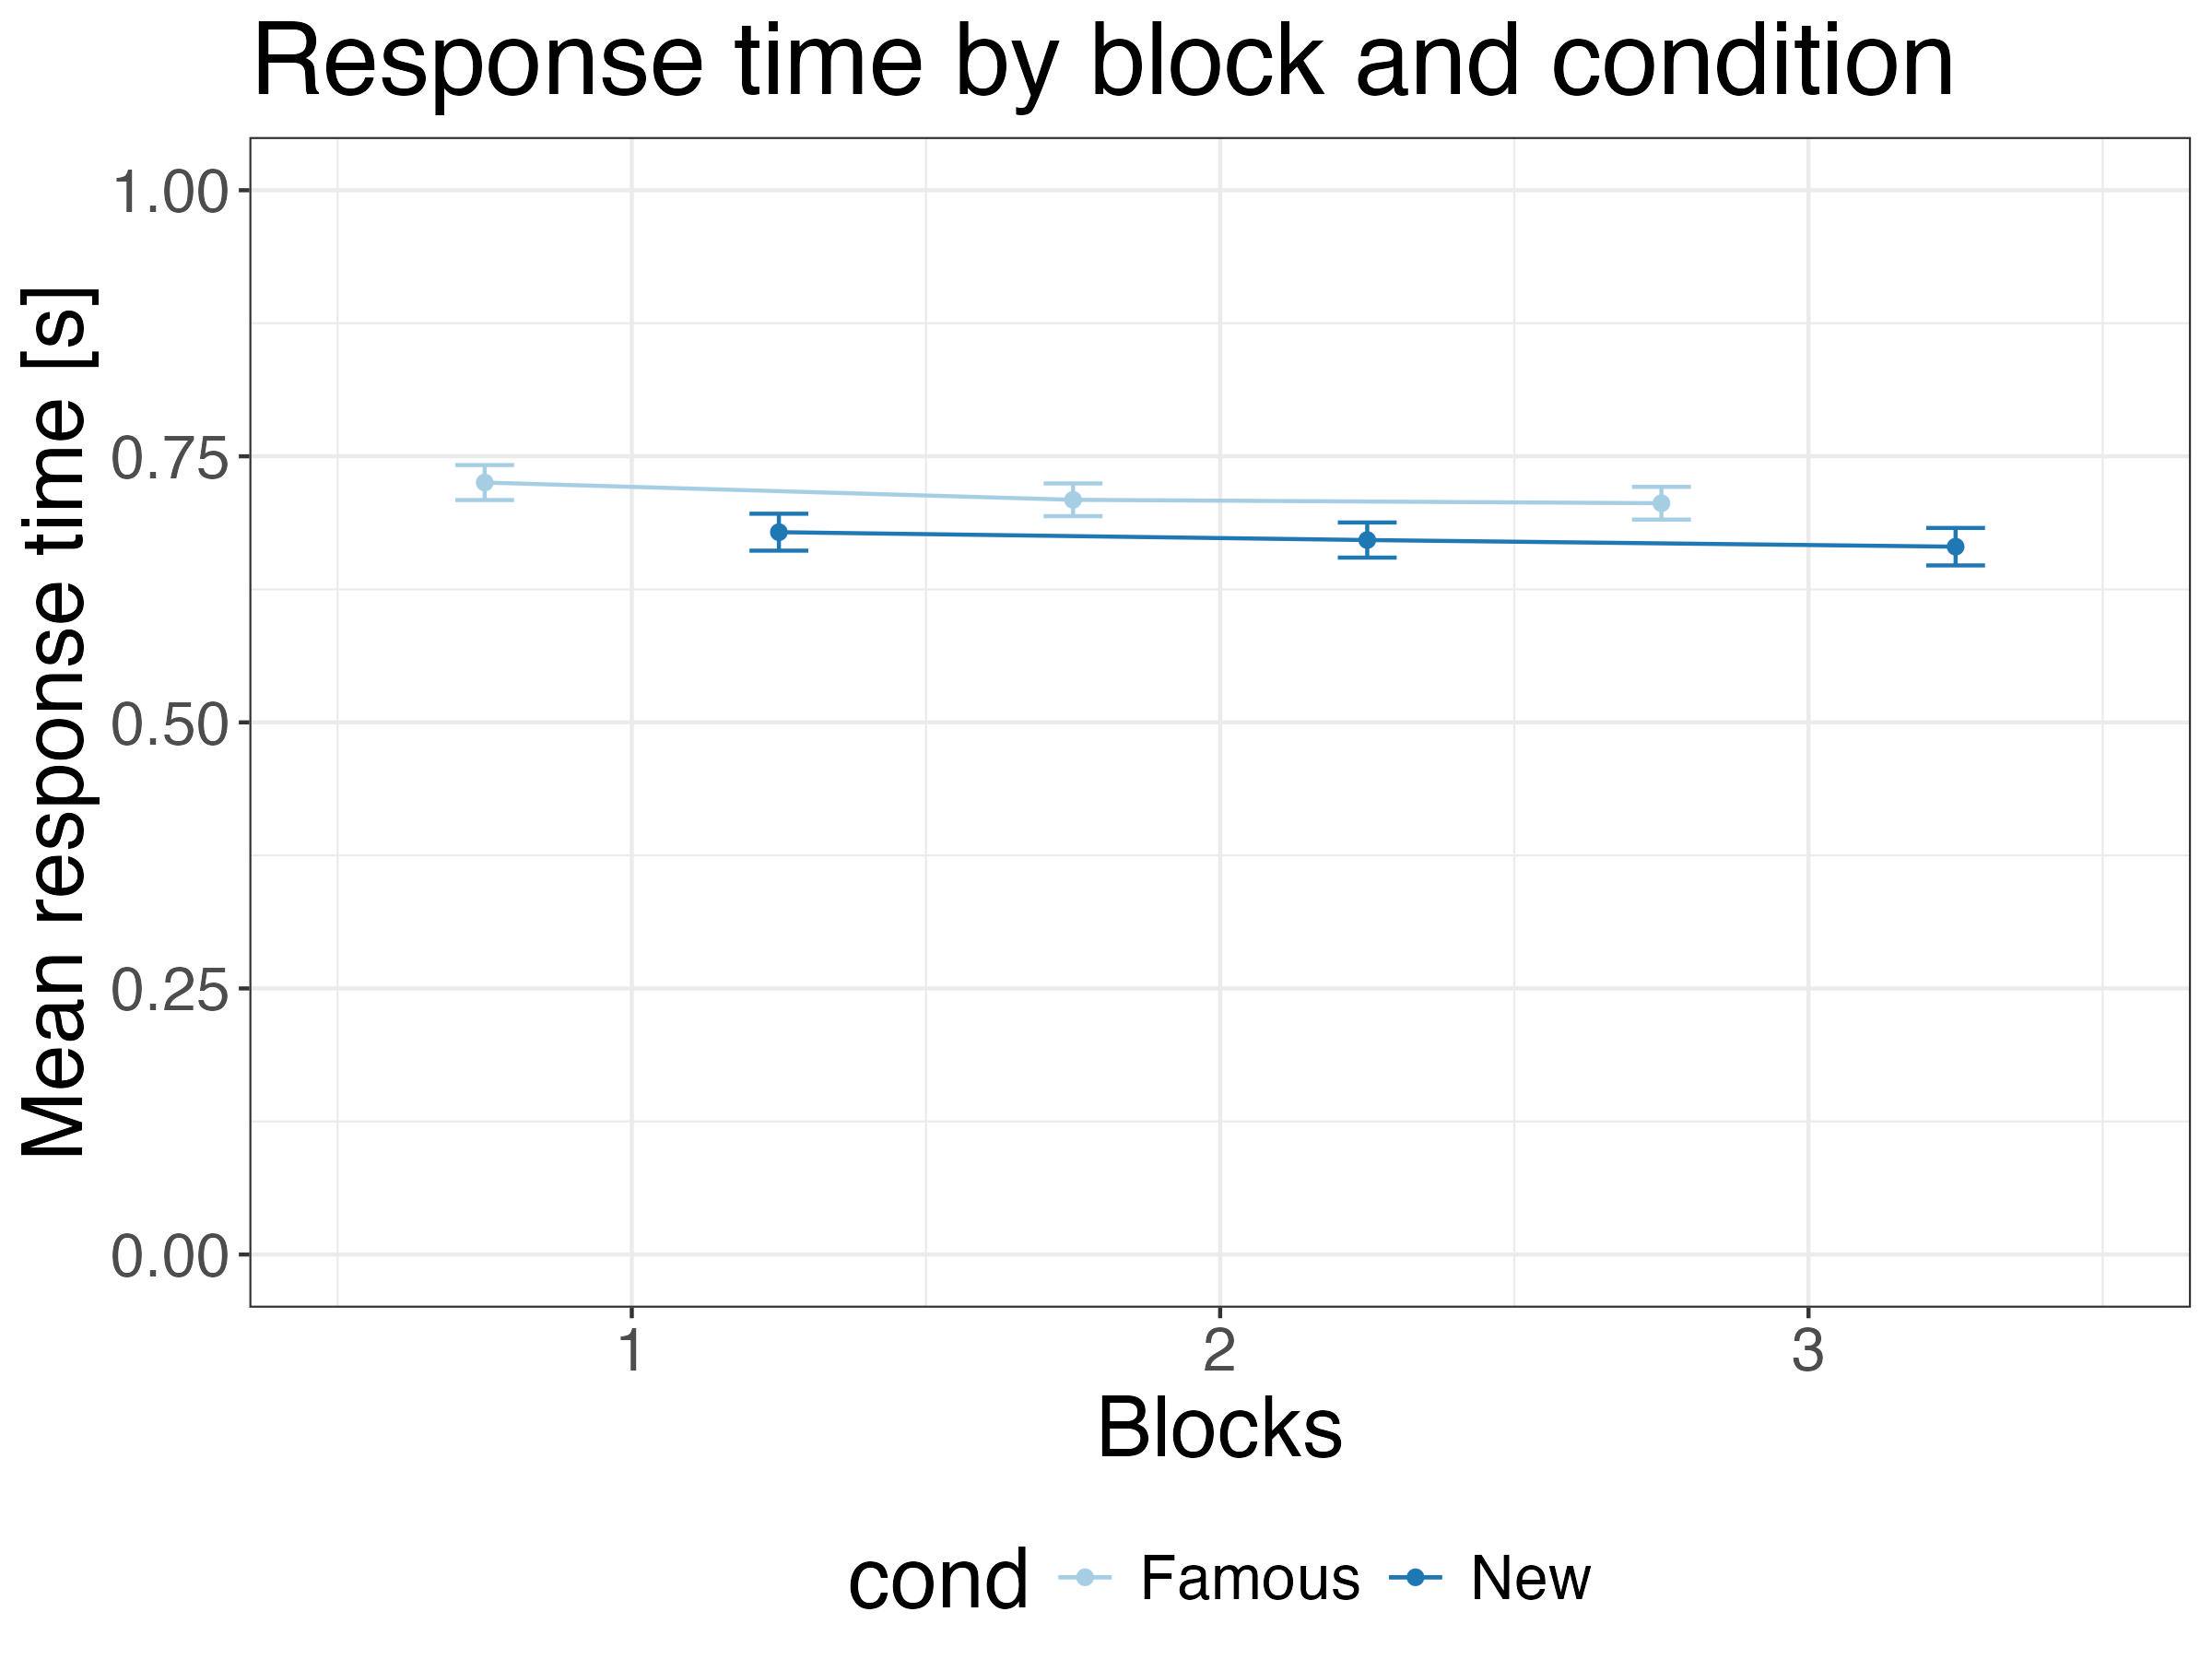 Response time by block and condition
Mean response time [s]
1.00
0.75
0.50
0.25
0.00
1 2 3
Blocks
cond Famous New